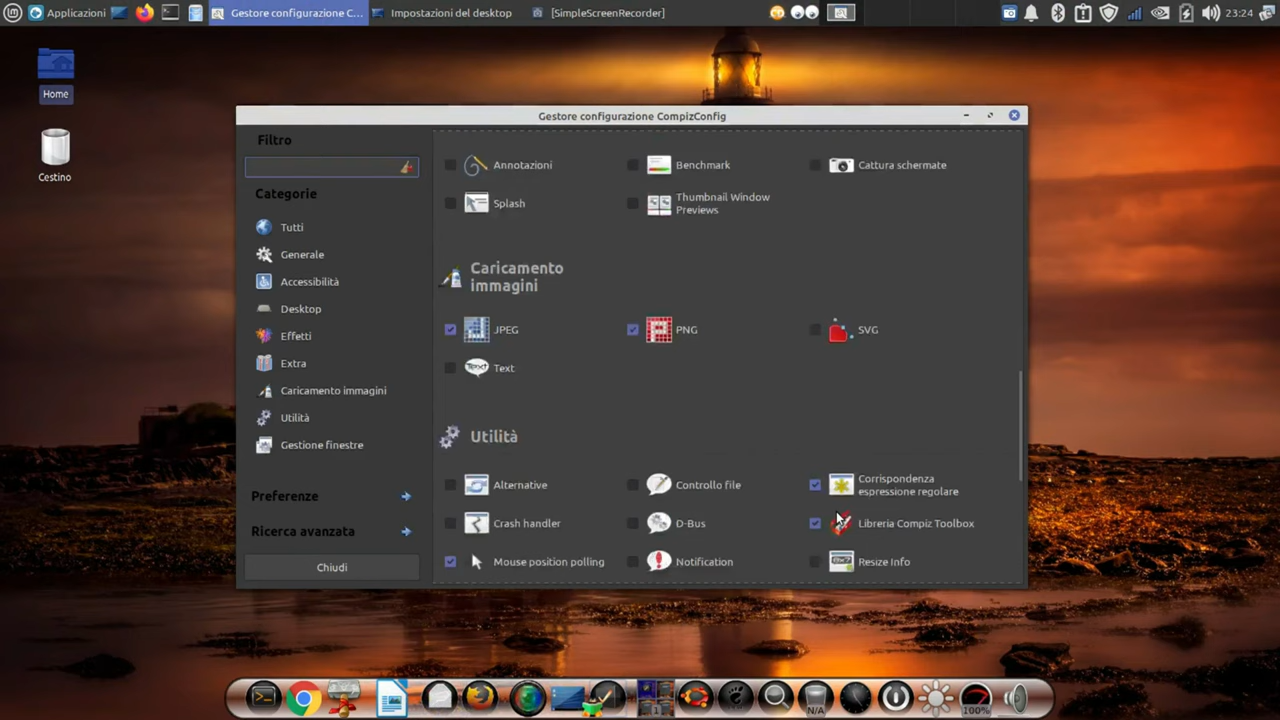 Applicazioni
Gestore configurazione C...
Impostazioni del desktop
[SimpleScreenRecorder]
23:24
Home
Cestino
Gestore configurazione CompizConfig
Filtro
Categorie
Tutti
Generale
Accessibilità
Desktop
Effetti
Extra
Caricamento immagini
Utilità
Gestione finestre
Preferenze
Ricerca avanzata
Chiudi
Annotazioni
Benchmark
Cattura schermate
Splash
Thumbnail Window
Previews
Caricamento
immagini
JPEG
PNG
SVG
Text
Utilità
Alternative
Controllo file
Corrispondenza
espressione regolare
Crash handler
D-Bus
Libreria Compiz Toolbox
Mouse position polling
Notification
Resize Info
N/A
100%